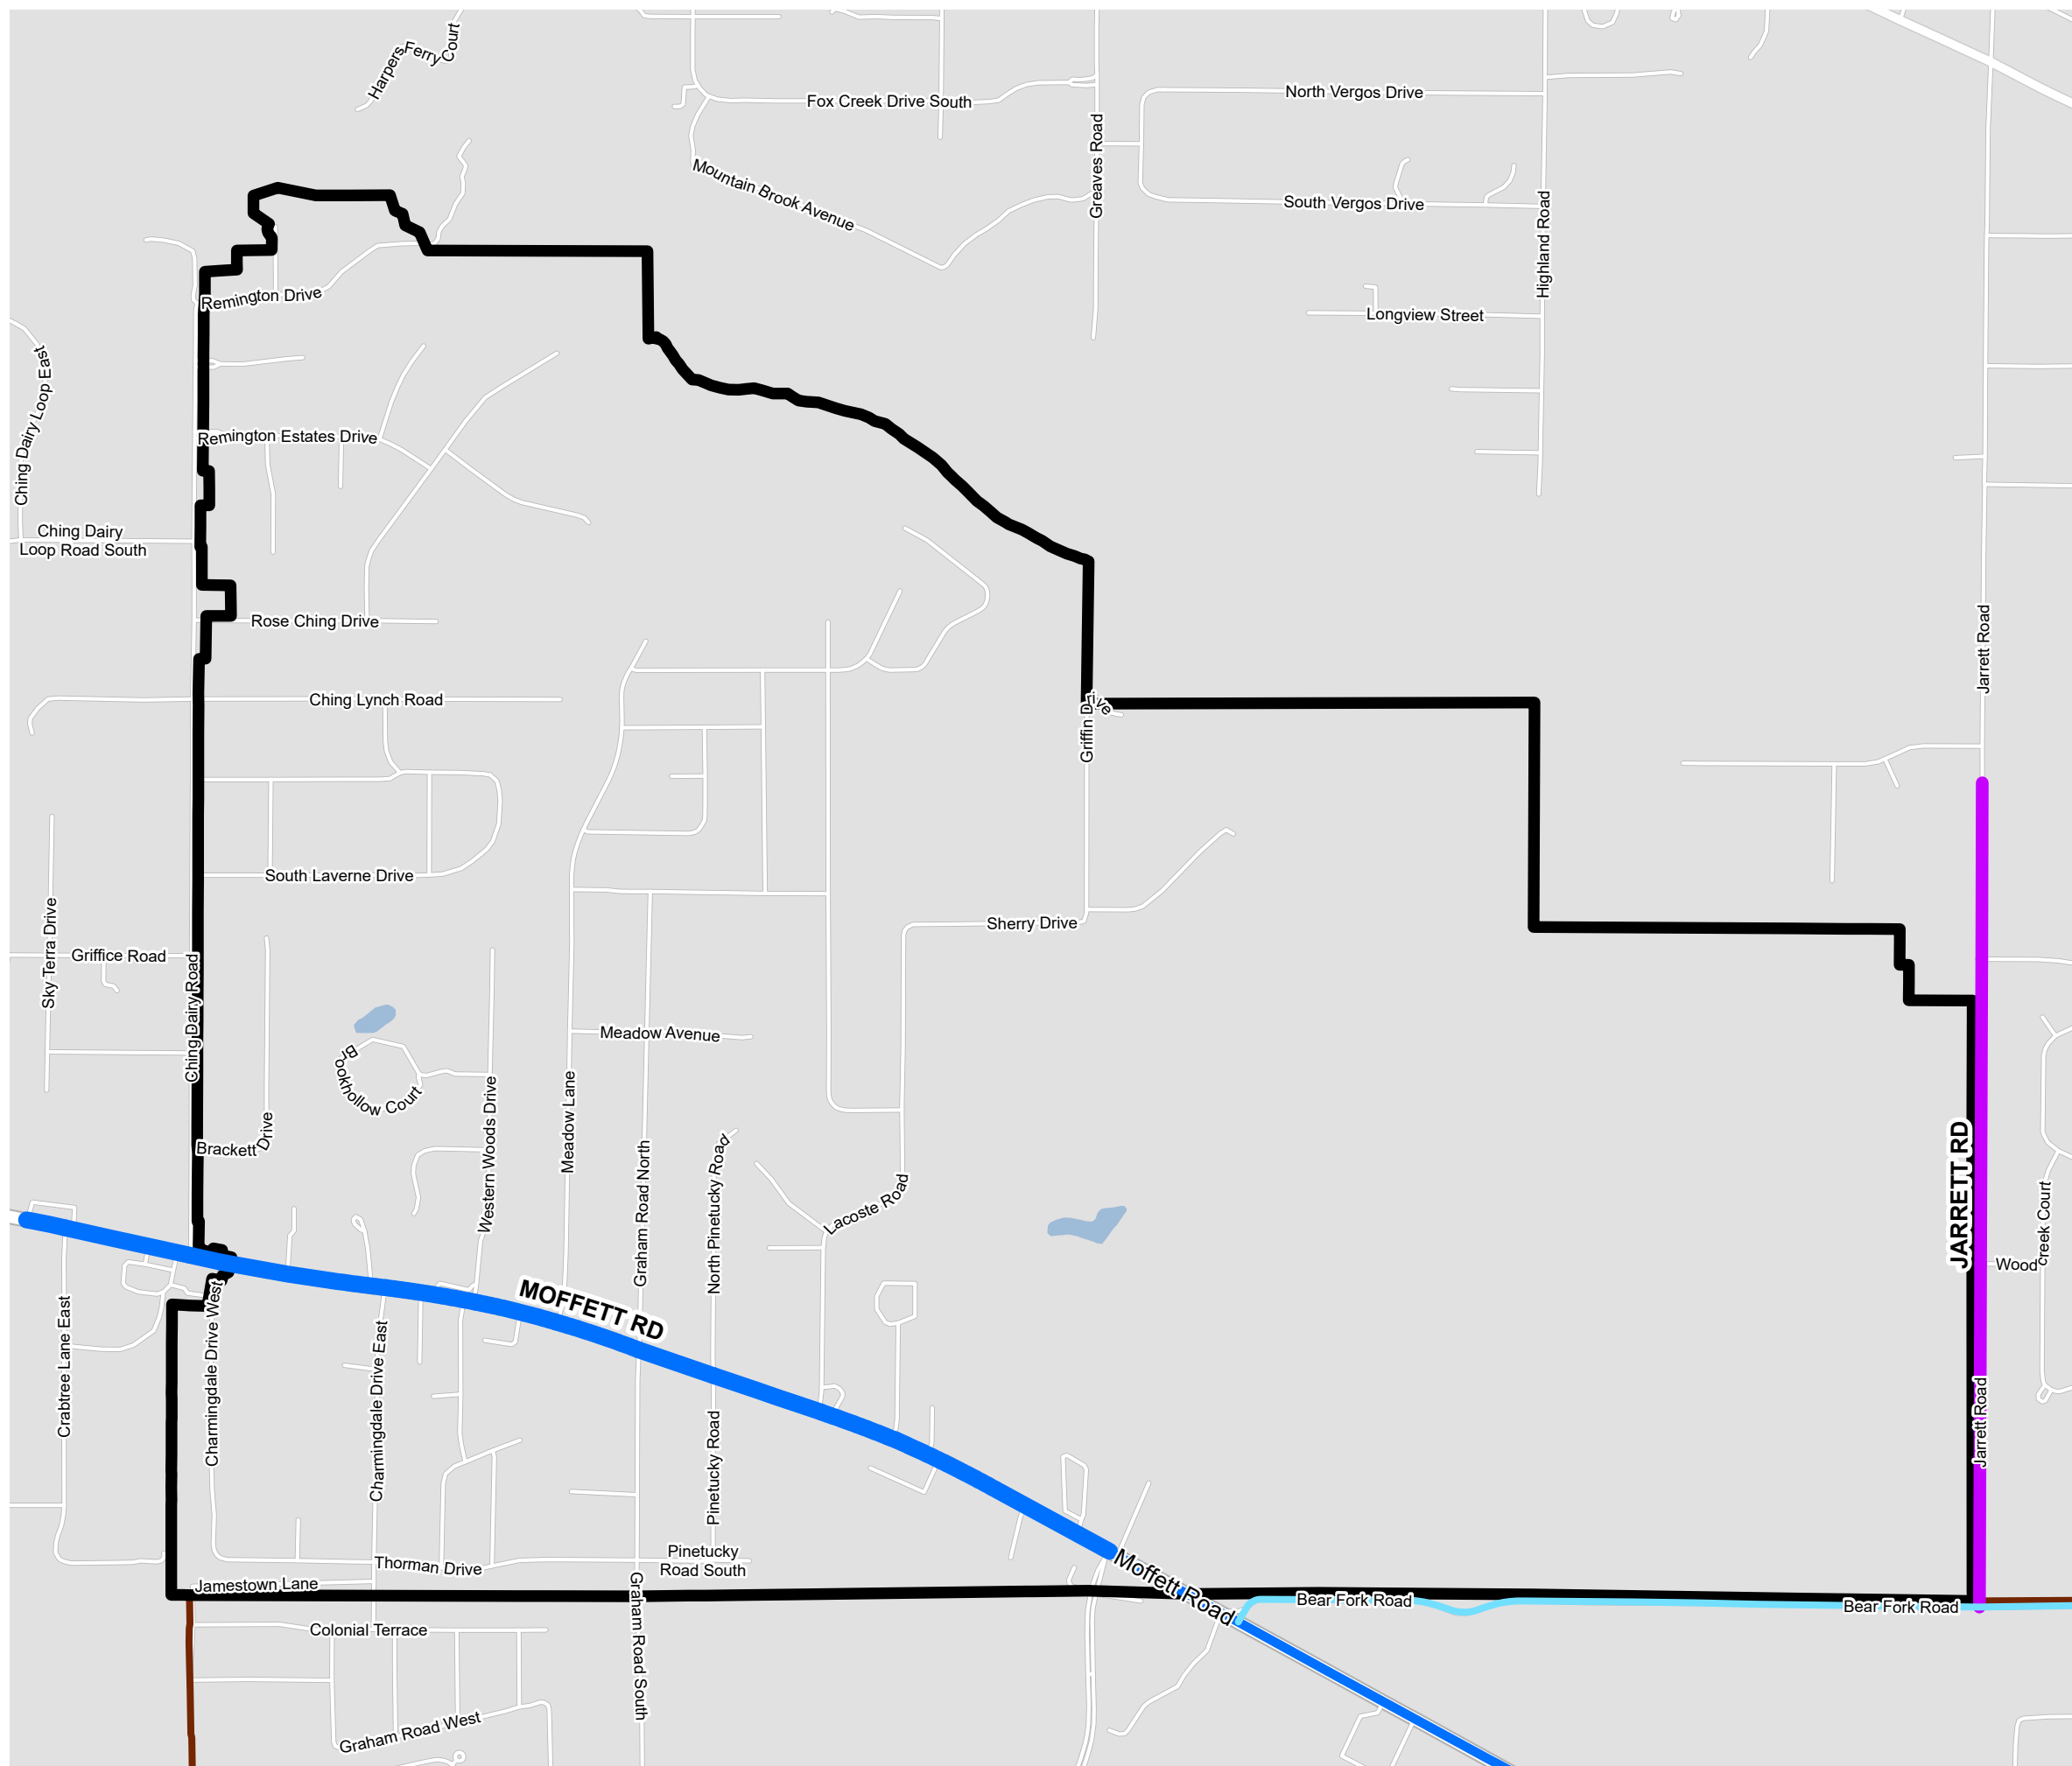 Harpers Ferry Court
Fox Creek Drive South
North Vergos Drive
Greaves Road
Mountain Brook Avenue
South Vergos Drive
Highland Road
Remington Drive
Longview Street
Ching Dairy Loop East
Remington Estates Drive
Ching Dairy
Loop Road South
Rose Ching Drive
Jarrett Road
Ching Lynch Road
Griffin Drive
South Laverne Drive
Sherry Drive
Sky Terra Drive
Griffice Road
Ching Dairy Road
Meadow Avenue
Brookhollow Court
Meadow Lane
Western Woods Drive
Brackett Drive
Graham Road North
North Pinetucky Road
Lacoste Road
JARRETT RD
Wood creek Court
MOFFETT RD
Crabtree Lane East
Charmingdale Drive West
Charmingdale Drive East
Pinetucky Road
Jarrett Road
Thorman Drive
Pinetucky
Road South
Moffett Road
Jamestown Lane
Bear Fork Road
Bear Fork Road
Graham Road South
Colonial Terrace
Graham Road West